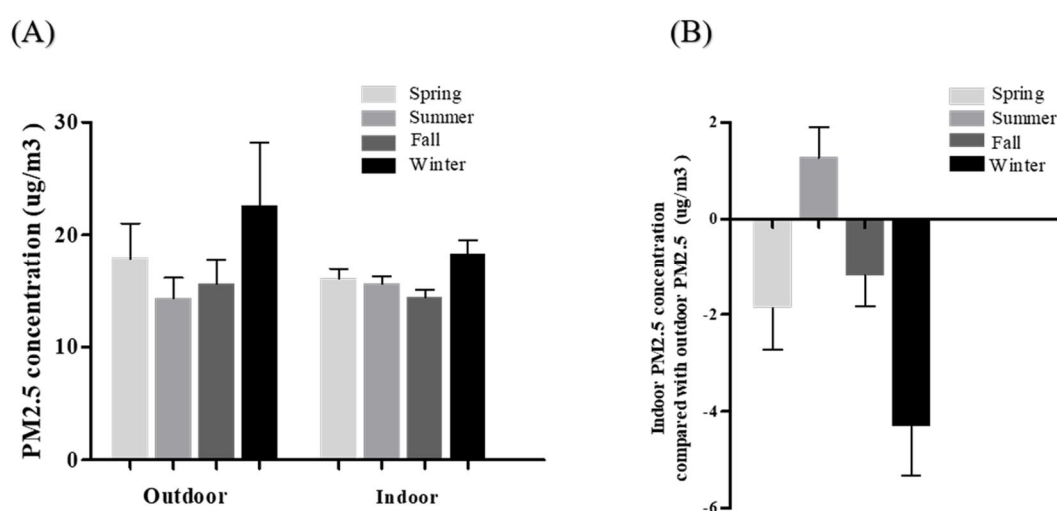 (A)
Spring
Summer
Fall
Winter
PM2.5 concentration (ug/m3 )
30
20
10
0
Outdoor
Indoor
(B)
Spring
Summer
Fall
Winter
Indoor PM2.5 concentration
compared with outdoor PM2.5 (ug/m3 )
2
0
-2
-4
-6